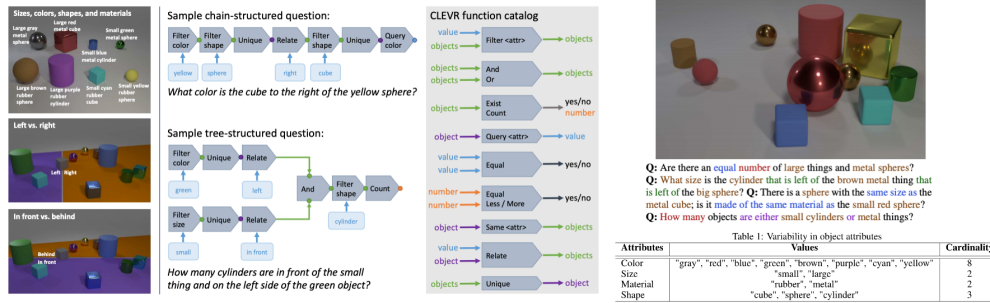 Sizes, colors, shapes, and materials
Large gray
metal
sphere
Large red
metal cube
Small blue
metal cylinder
Small green
metal sphere
Large brown
rubber
sphere
Large purple
rubber
cylinder
Small cyan
rubber
cube
Small yellow
rubber
sphere
Left vs. right
Left
Right
In front vs. behind
Behind
In front
Sample chain-structured question:
Filter
color
Filter
shape
Unique
Relate
Filter
shape
Unique
Query
color
yellow
sphere
right
cube
What color is the cube to the right of the yellow sphere?
Sample tree-structured question:
Filter
color
Unique
Relate
green
left
And
Filter
shape
Count
cylinder
Filter
size
Unique
Relate
small
in front
How many cylinders are in front of the small
thing and on the left side of the green object?
CLEVR function catalog
value
objects
Filter <attr>
objects
objects
objects
And
Or
objects
objects
Exist
Count
yes/no
number
object
Query <attr>
value
value
value
Equal
yes/no
number
number
Equal
Less / More
yes/no
object
Same <attr>
objects
value
object
Relate
objects
objects
Unique
object
Q: Are there an equal number of large things and metal spheres?
Q: What size is the cylinder that is left of the brown metal thing that
is left of the big sphere? Q: There is a sphere with the same size as the
metal cube; is it made of the same material as the small red sphere?
Q: How many objects are either small cylinders or metal things?
Table 1: Variability in object attributes
Attributes Values Cardinality
Color "gray", "red", "blue", "green", "brown", "purple", "cyan", "yellow" 8
Size "small", "large" 2
Material "rubber", "metal" 2
Shape "cube", "sphere", "cylinder" 3